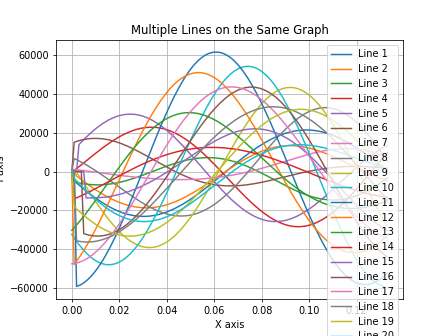 Multiple Lines on the Same Graph
60000
40000
20000
0
−20000
−40000
−60000
0.00
0.02
0.04
0.06
0.08
0.10
X axis
Line 1
Line 2
Line 3
Line 4
Line 5
Line 6
Line 7
Line 8
Line 9
Line 10
Line 11
Line 12
Line 13
Line 14
Line 15
Line 16
Line 17
Line 18
Line 19
Line 20